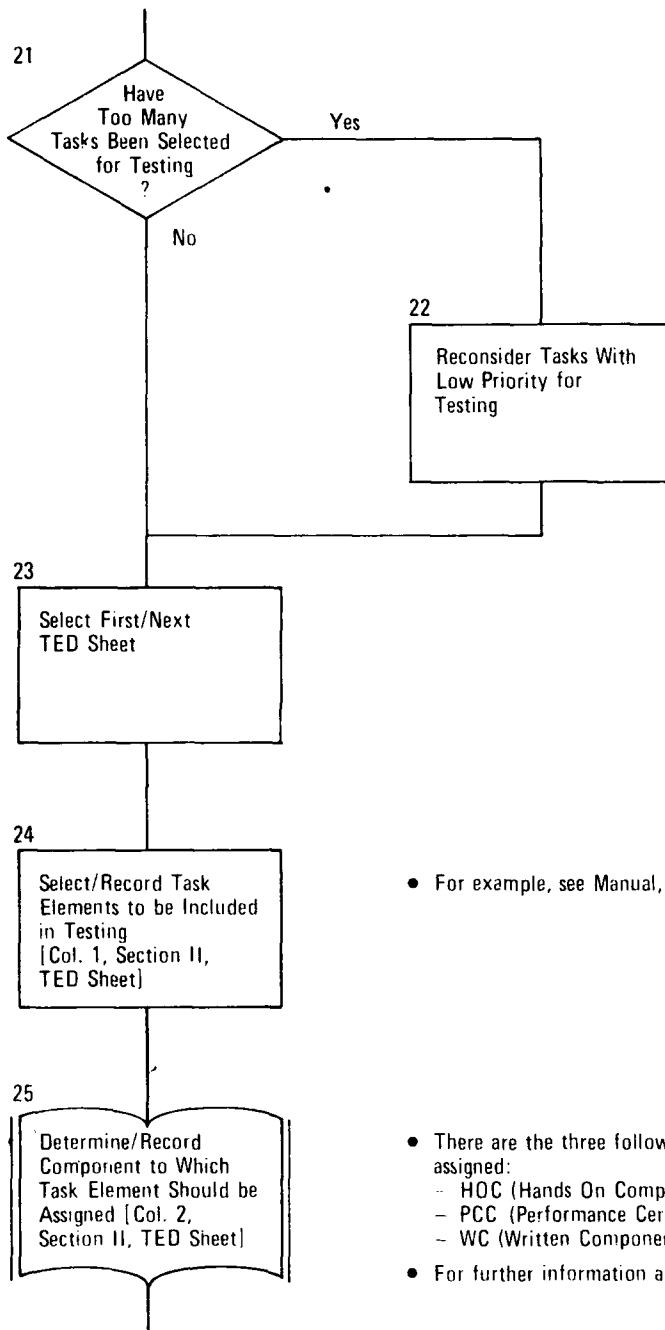 21
Have
Too Many
Tasks Been Selected
for Testing
?
Yes
No
22
Reconsider Tasks With
Low Priority for
Testing
23
Select First/Next
TED Sheet
24
Select/Record Task
Elements to be Included
in Testing
[Col. 1, Section II,
TED Sheet]
• For example, see Manual,
25
Determine/Record
Component to Which
Task Element Should be
Assigned [Col. 2,
Section II, TED Sheet]
• There are the three
assigned:
– HOC (Hands On
– PCC (Performance
– WC (Written
• For further information